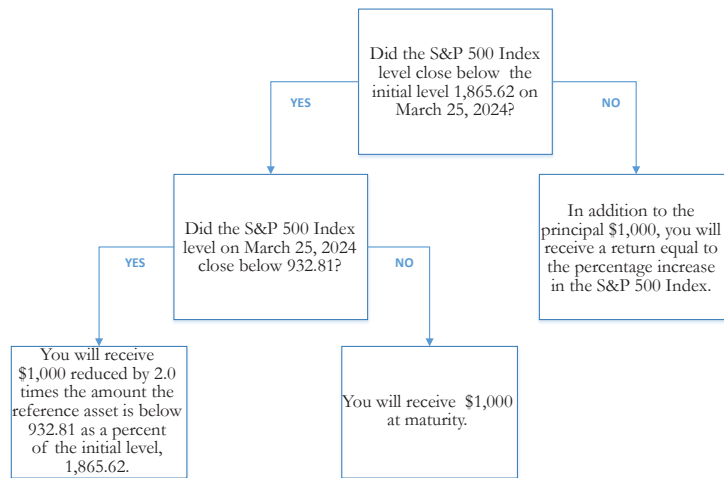 Did the S&P 500 Index
level close below the
initial level 1,865.62 on
March 25, 2024?
YES
NO
Did the S&P 500 Index
level on March 25, 2024
close below 932.81?
In addition to the
principal $1,000, you will
receive a return equal to
the percentage increase
in the S&P 500 Index.
YES
NO
You will receive
$1,000 reduced by 2.0
times the amount the
reference asset is below
932.81 as a percent
of the initial level,
1,865.62.
You will receive $1,000
at maturity.